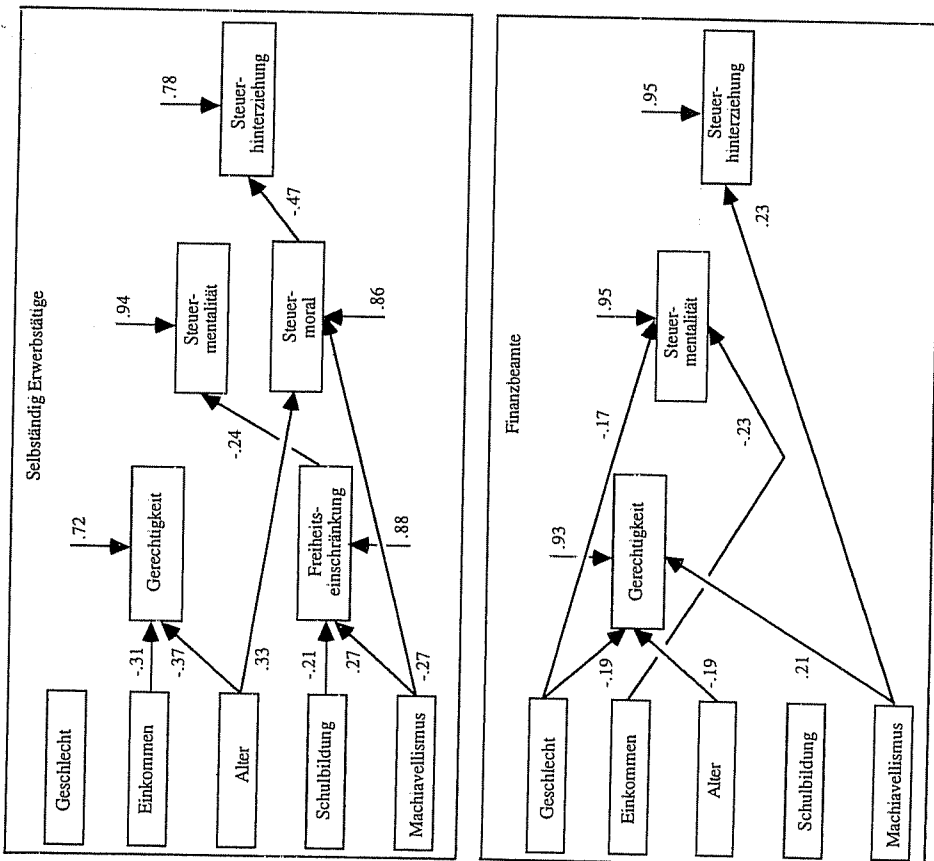 Selbständig Erwerbstätige
Geschlecht
Einkommen
Alter
Schulbildung
Machiavellismus
-.31
-.37
.33
-.21
.27
-.27
.72
Gerechtigkeit
Freiheits-
einschränkung
.88
-.24
.94
Steuer-
mentalität
Steuer-
moral
.86
-.47
.78
Steuer-
hinterziehung
Finanzbeamte
Geschlecht
Einkommen
Alter
Schulbildung
Machiavellismus
-.19
-.19
.21
.93
Gerechtigkeit
-.17
-.23
.95
Steuer-
mentalität
.23
.95
Steuer-
hinterziehung